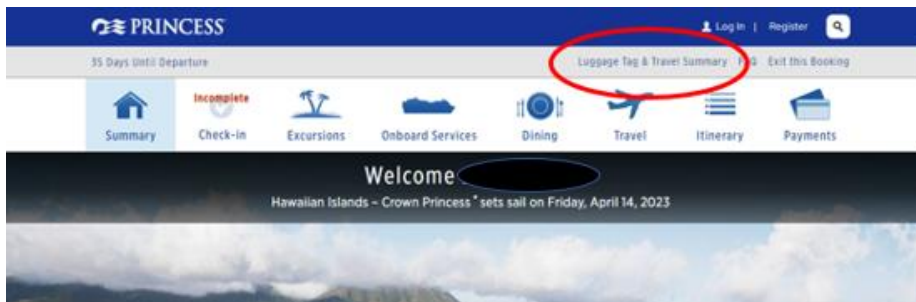 PRINCESS
Log In | Register
35 Days Until Departure
Luggage Tag & Travel Summary FAQ Exit this Booking
Incomplete
Summary Check-in Excursions Onboard Services Dining Travel Itinerary Payments
Welcome
Hawaiian Islands – Crown Princess® sets sail on Friday, April 14, 2023